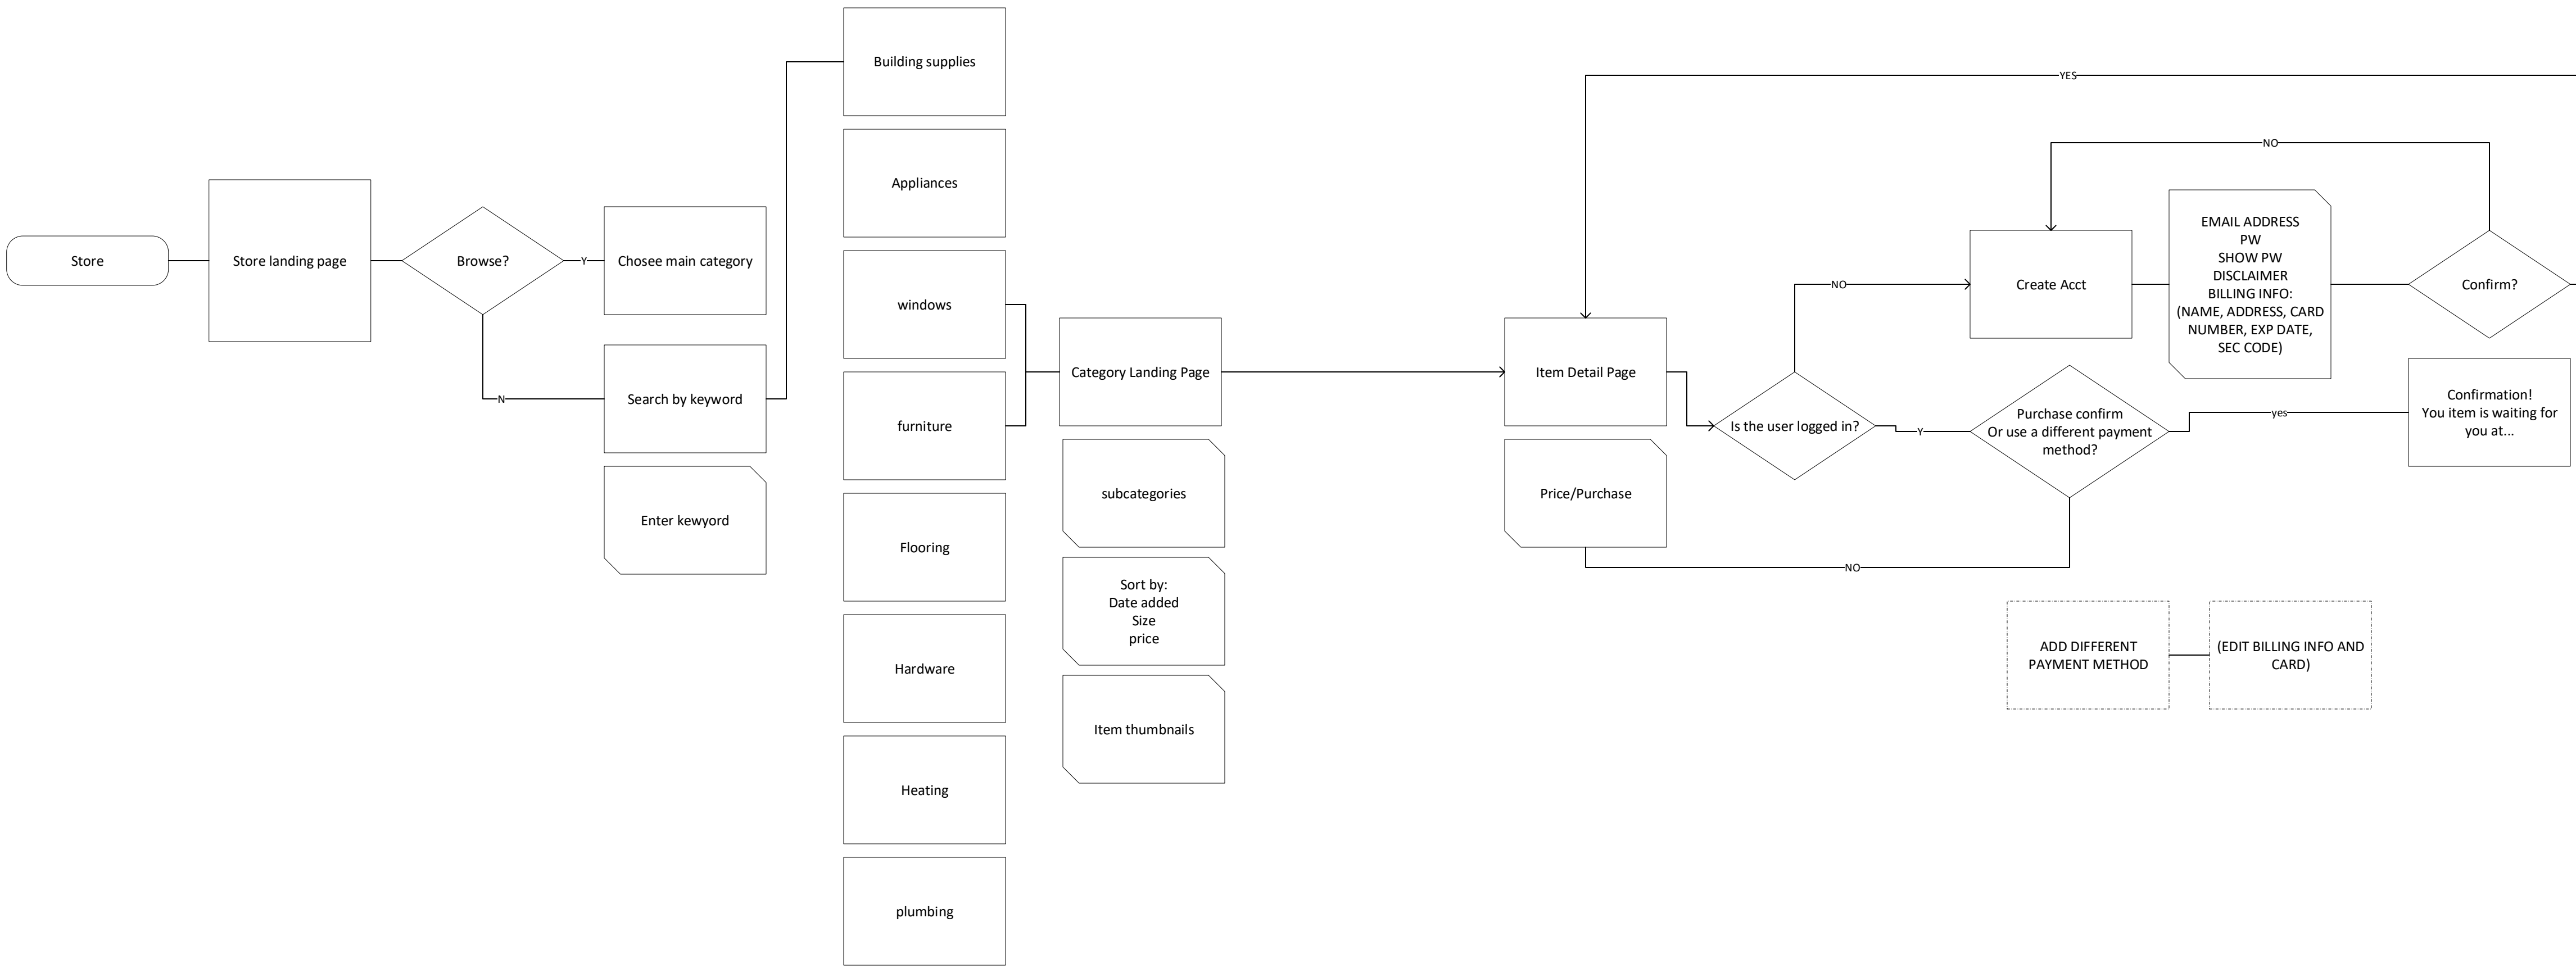 Store
Store landing page
Browse?
Y
N
Chosee main category
Search by keyword
Enter kewyord
Building supplies
Appliances
windows
furniture
Flooring
Hardware
Heating
plumbing
Category Landing Page
subcategories
Sort by:
Date added
Size
price
Item thumbnails
Item Detail Page
Price/Purchase
Is the user logged in?
NO
Y
Create Acct
EMAIL ADDRESS
PW
SHOW PW
DISCLAIMER
BILLING INFO:
(NAME, ADDRESS, CARD
NUMBER, EXP DATE,
SEC CODE)
Confirm?
NO
YES
Purchase confirm
Or use a different payment
method?
yes
NO
Confirmation!
You item is waiting for
you at...
ADD DIFFERENT
PAYMENT METHOD
(EDIT BILLING INFO AND
CARD)